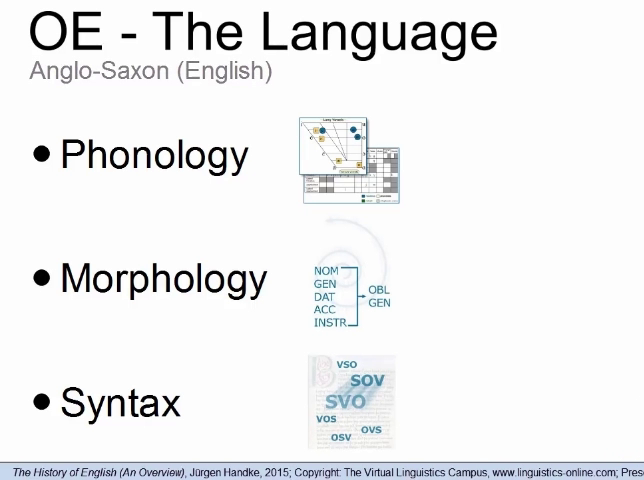 OE - The Language
Anglo-Saxon (English)
• Phonology
• Morphology
NOM
GEN
DAT
ACC
INSTR
OBL
GEN
• Syntax
VSO
SOV
SVO
VOS
OVS
OSV
The History of English (An Overview), Jürgen Handke, 2015; Copyright: The Virtual Linguistics Campus, www.linguistics-online.com; Prese